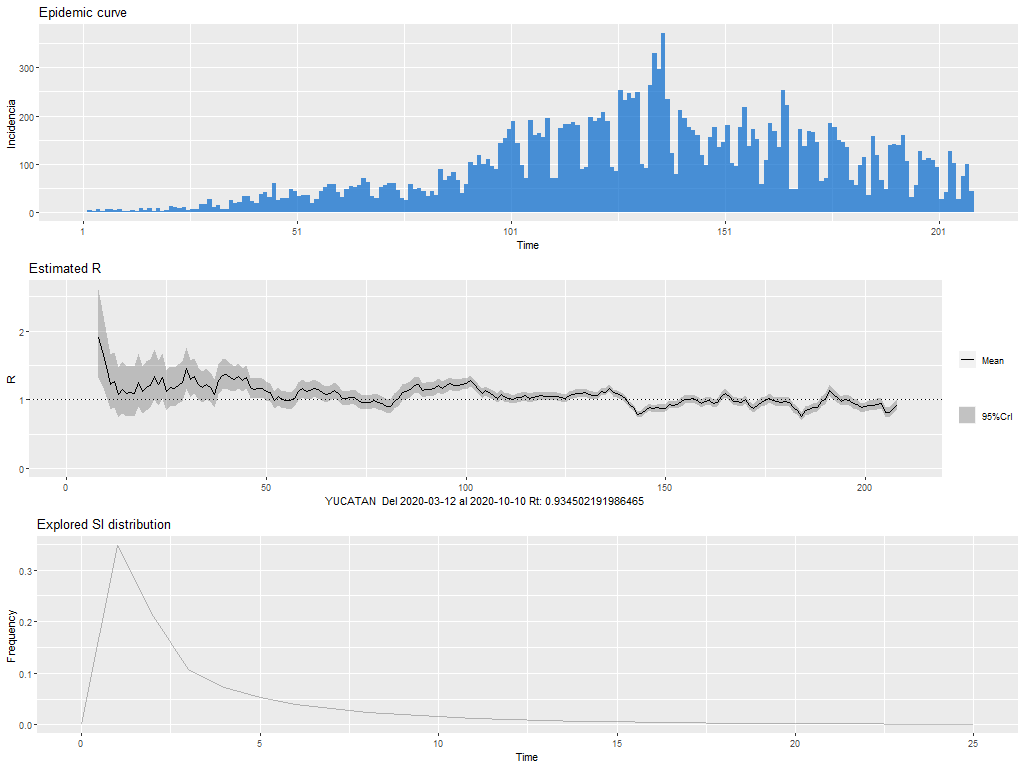 Epidemic curve
Incidencia
300
200
100
0
1
51
101
151
201
Time
Estimated R
R
2
1
0
0
50
100
150
200
Mean
95%CrI
YUCATAN Del 2020-03-12 al 2020-10-10 Rt: 0.934502191986465
Explored SI distribution
Frequency
0.3
0.2
0.1
0.0
0
5
10
15
20
25
Time